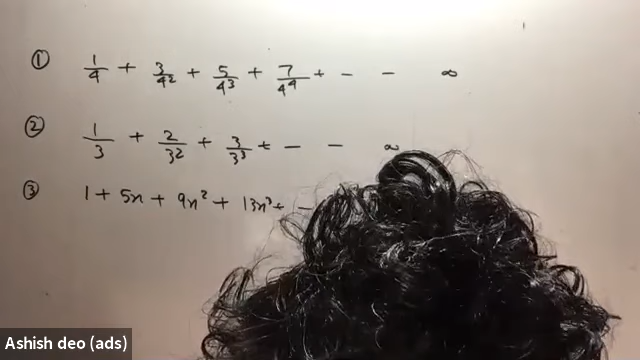 ① 1/4 + 3/4² + 5/4³ + 7/4⁴ + - - ∞
② 1/3 + 2/3² + 3/3³ + - - ∞
③ 1 + 5x + 9x² + 13x³ + -
Ashish deo (ads)